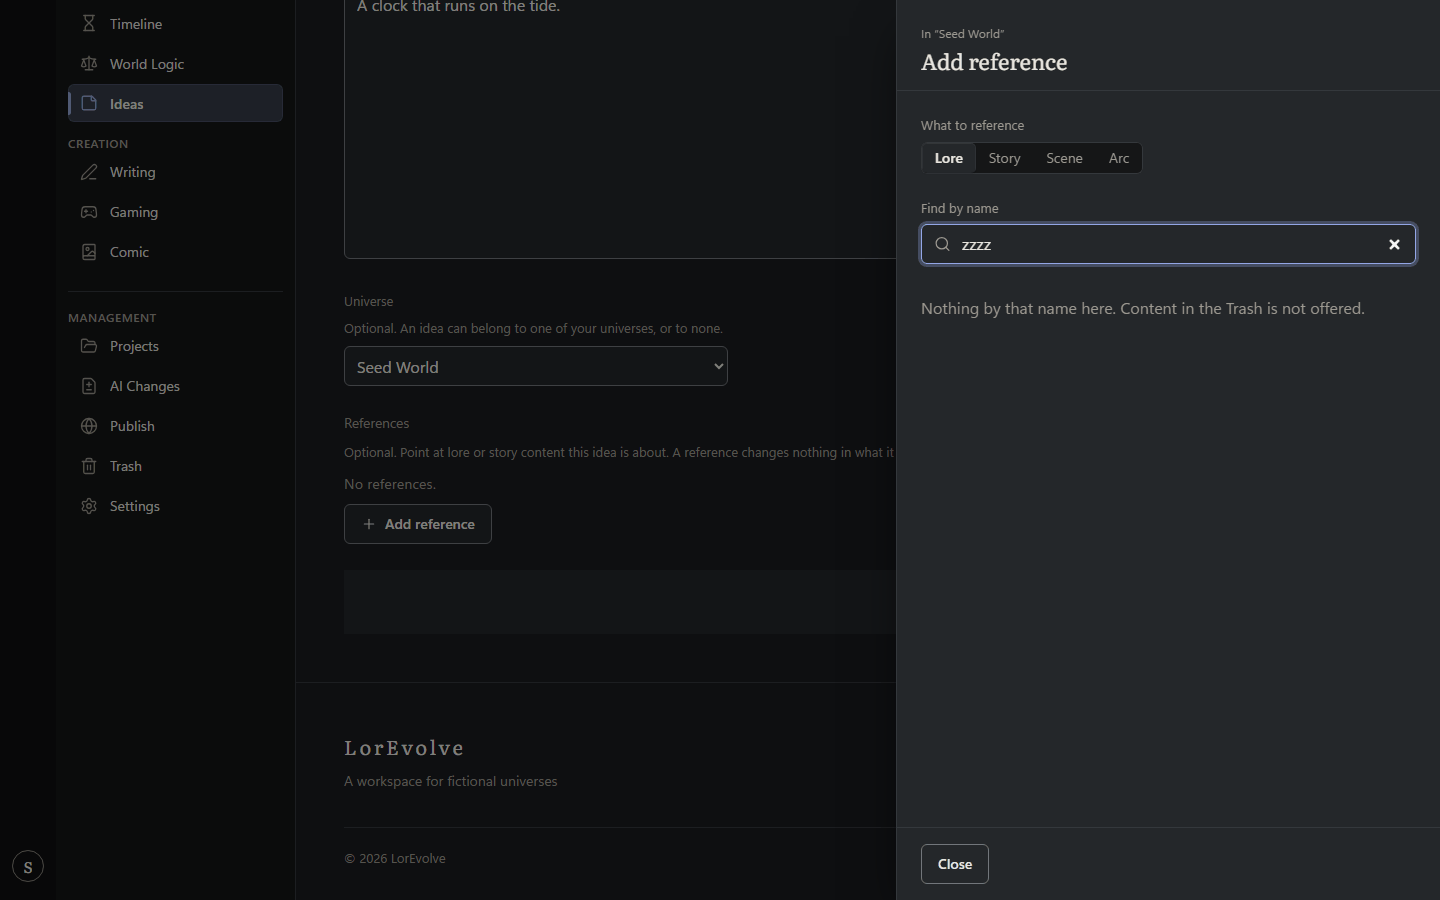 Timeline
World Logic
Ideas
CREATION
Writing
Gaming
Comic
MANAGEMENT
Projects
AI Changes
Publish
Trash
Settings
S
A clock that runs on the tide.
Universe
Optional. An idea can belong to one of your universes, or to none.
Seed World
References
Optional. Point at lore or story content this idea is about. A reference changes nothing in what it
No references.
Add reference
LorEvolve
A workspace for fictional universes
© 2026 LorEvolve
In "Seed World"
Add reference
What to reference
Lore Story Scene Arc
Find by name
zzzz
Nothing by that name here. Content in the Trash is not offered.
Close